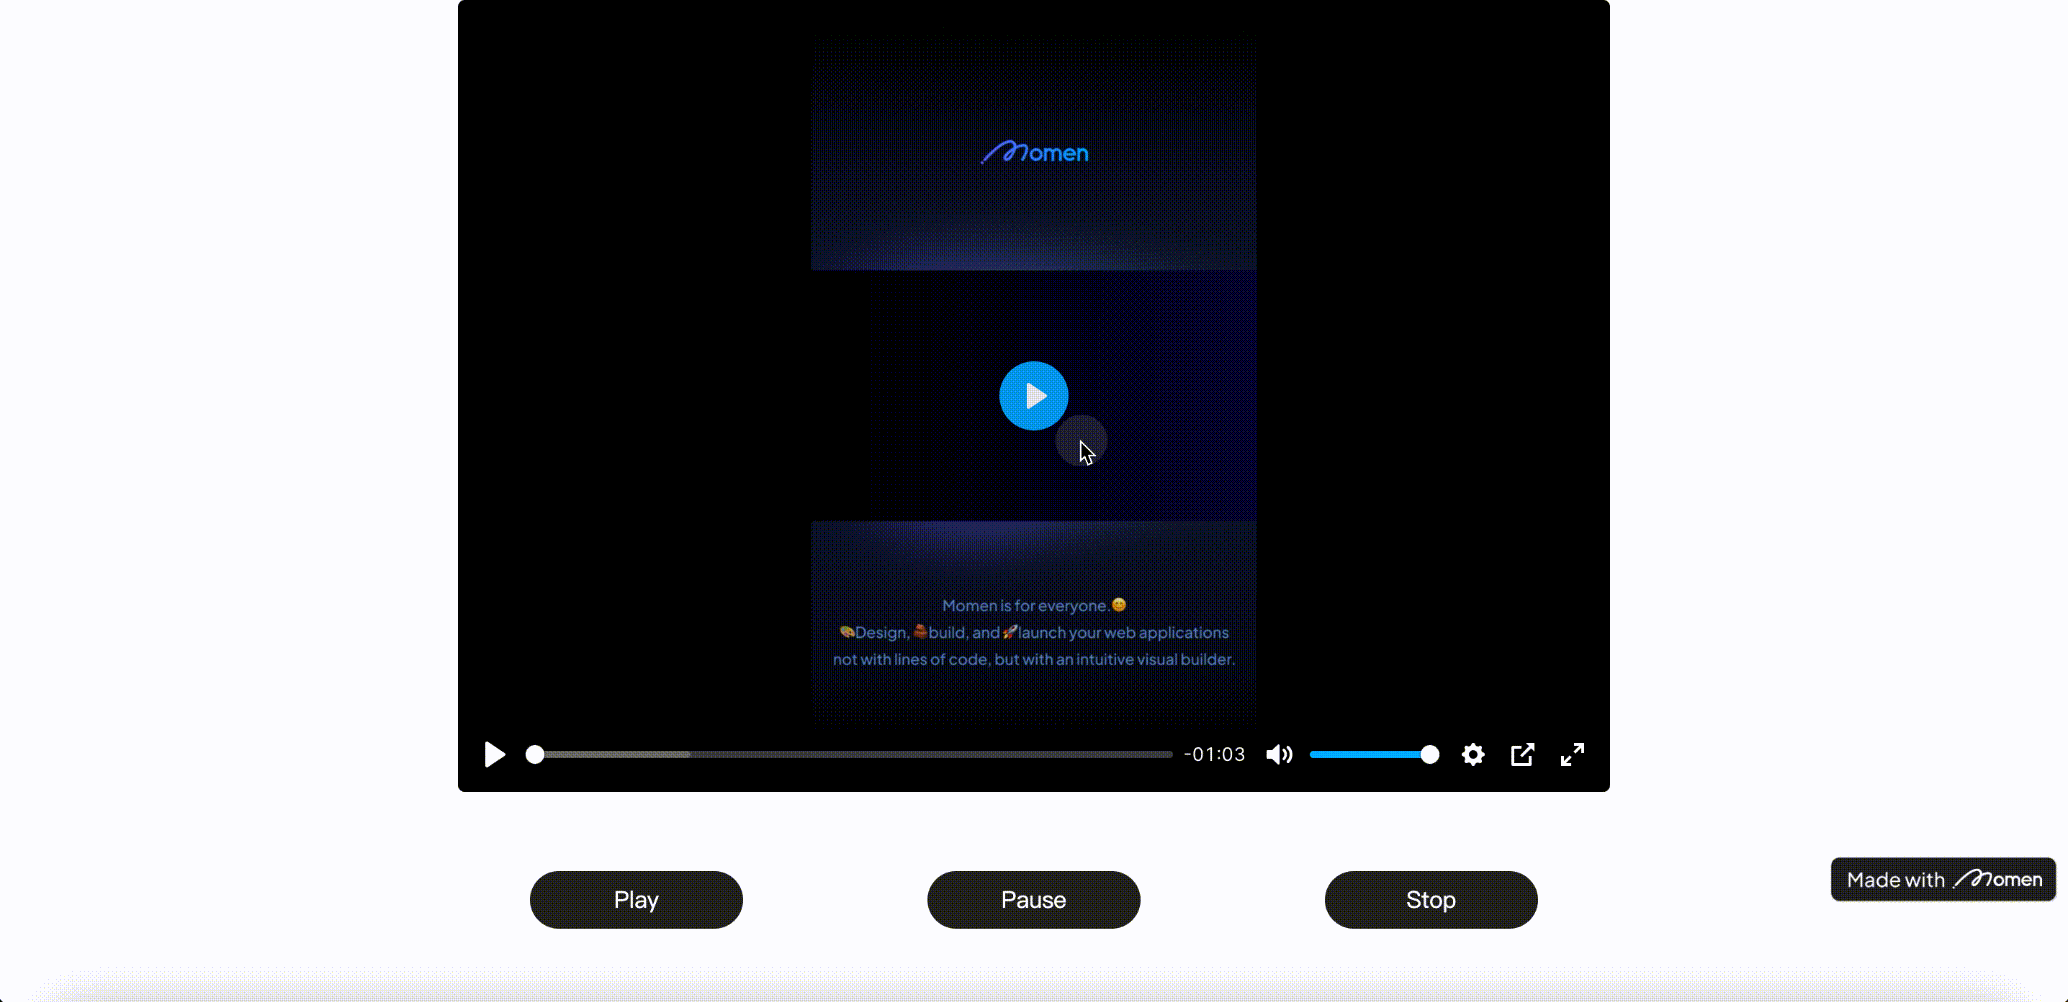 Momen
Momen is for everyone.😊
🎨Design, 🧱build, and 🚀launch your web applications
not with lines of code, but with an intuitive visual builder.
-01:03
Play
Pause
Stop
Made with Momen